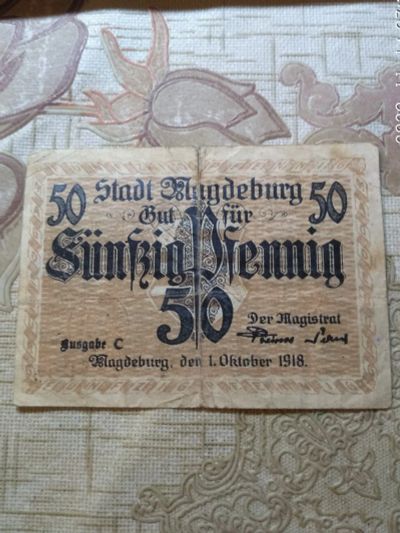 50 Stadt Magdeburg 50
Gut für
Fünfzig Pfennig
50
Der Magistrat
Ausgabe C
Magdeburg, den 1. Oktober 1918.